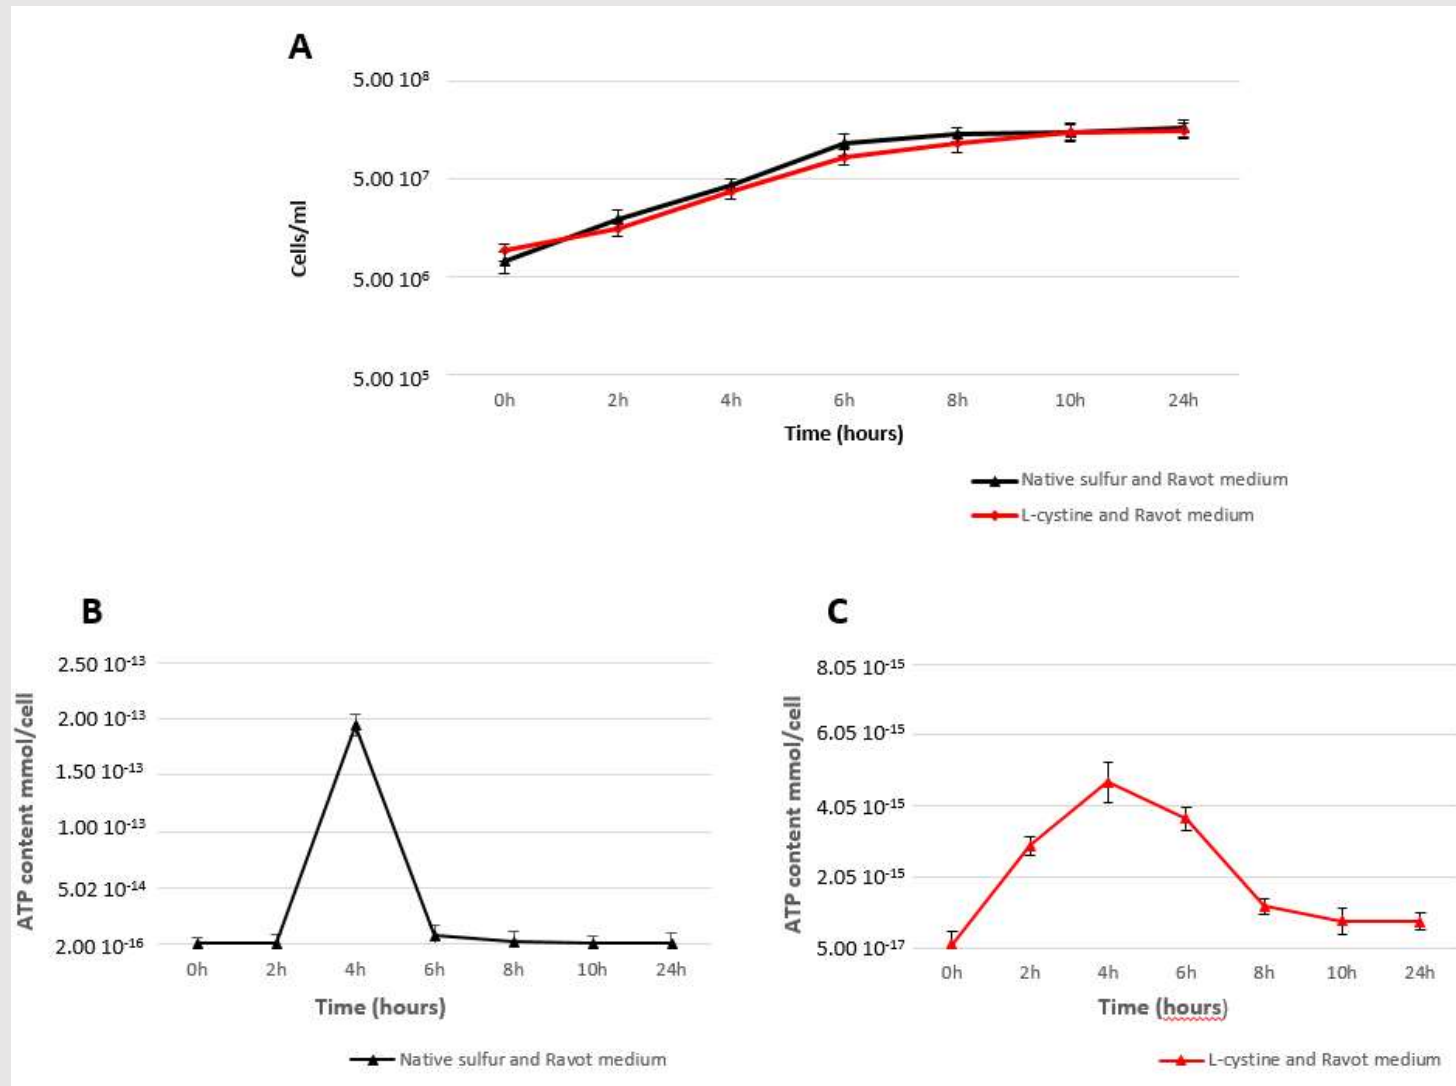 A
5.00 10⁸
5.00 10⁷
5.00 10⁶
5.00 10⁵
Cells/ml
0h 2h 4h 6h 8h 10h 24h
Time (hours)
Native sulfur and Ravot medium
L-cystine and Ravot medium
B
2.50 10⁻¹³
2.00 10⁻¹³
1.50 10⁻¹³
1.00 10⁻¹³
5.02 10⁻¹⁴
2.00 10⁻¹⁶
ATP content mmol/cell
0h 2h 4h 6h 8h 10h 24h
Time (hours)
Native sulfur and Ravot medium
C
8.05 10⁻¹⁵
6.05 10⁻¹⁵
4.05 10⁻¹⁵
2.05 10⁻¹⁵
5.00 10⁻¹⁷
ATP content mmol/cell
0h 2h 4h 6h 8h 10h 24h
Time (hours)
L-cystine and Ravot medium